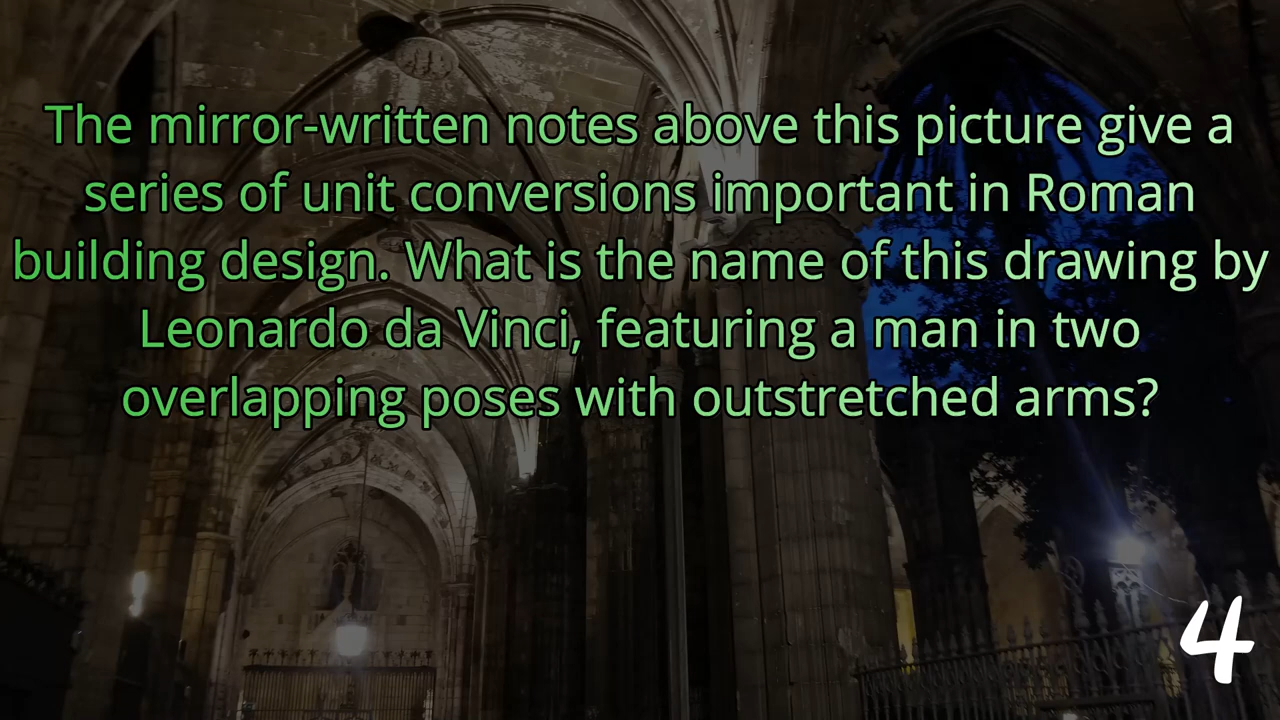 The mirror-written notes above this picture give a
series of unit conversions important in Roman
building design. What is the name of this drawing by
Leonardo da Vinci, featuring a man in two
overlapping poses with outstretched arms?
4